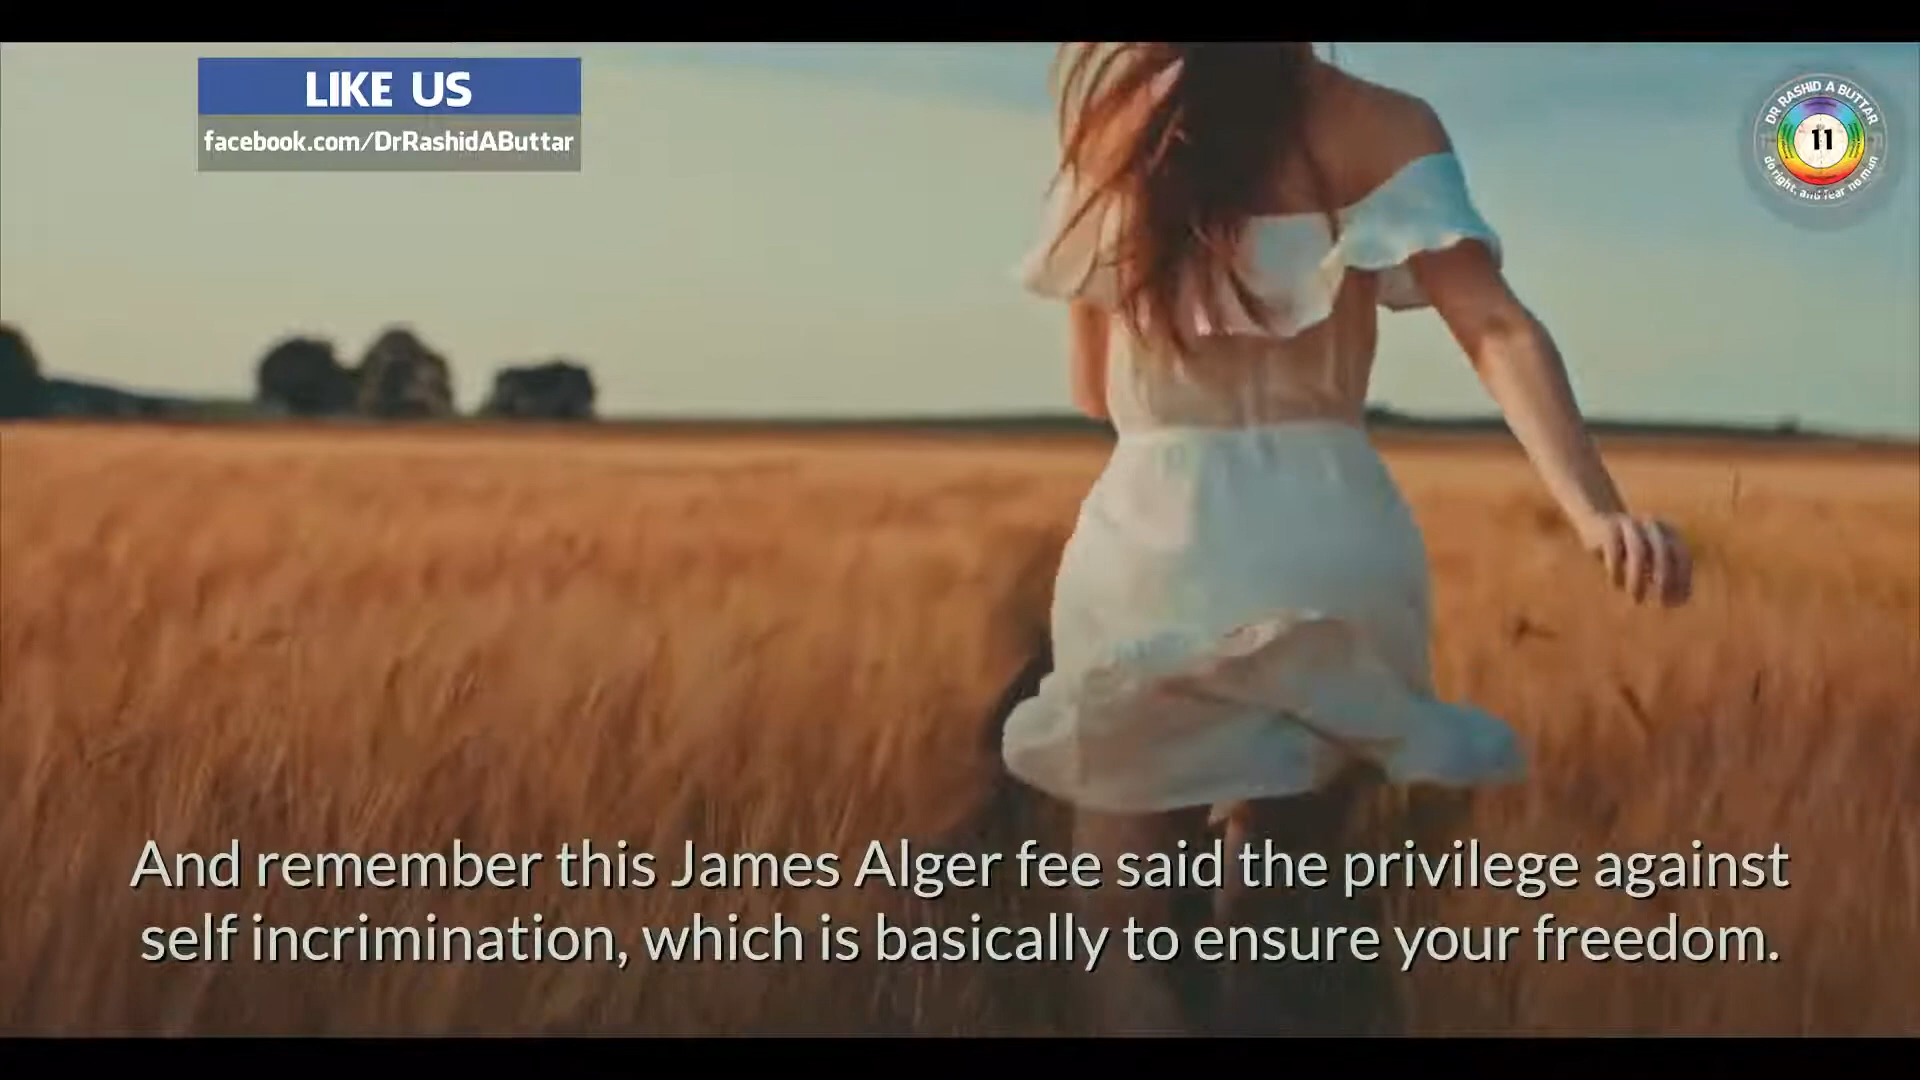 LIKE US
facebook.com/DrRashidAButtar
DR RASHID A BUTTAR
11
do right, and fear no man
And remember this James Alger fee said the privilege against
self incrimination, which is basically to ensure your freedom.